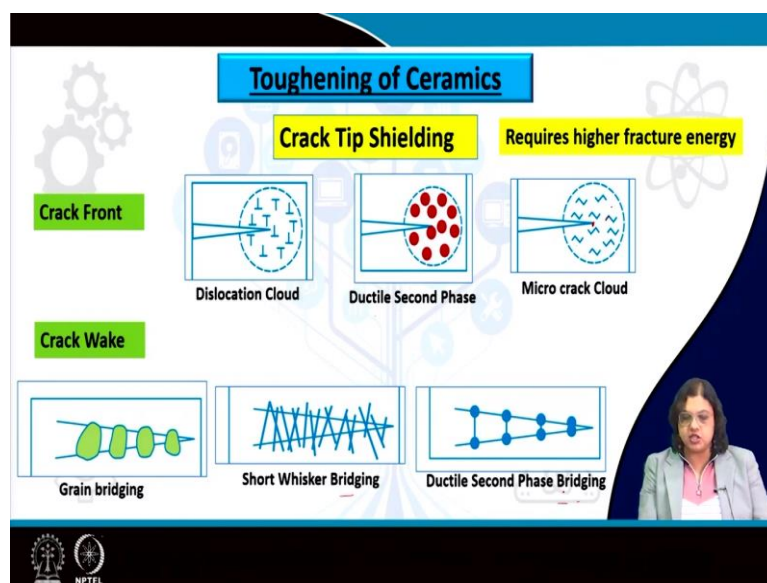 Toughening of Ceramics
Crack Tip Shielding
Requires higher fracture energy
Crack Front
Dislocation Cloud
Ductile Second Phase
Micro crack Cloud
Crack Wake
Grain bridging
Short Whisker Bridging
Ductile Second Phase Bridging
NPTEL